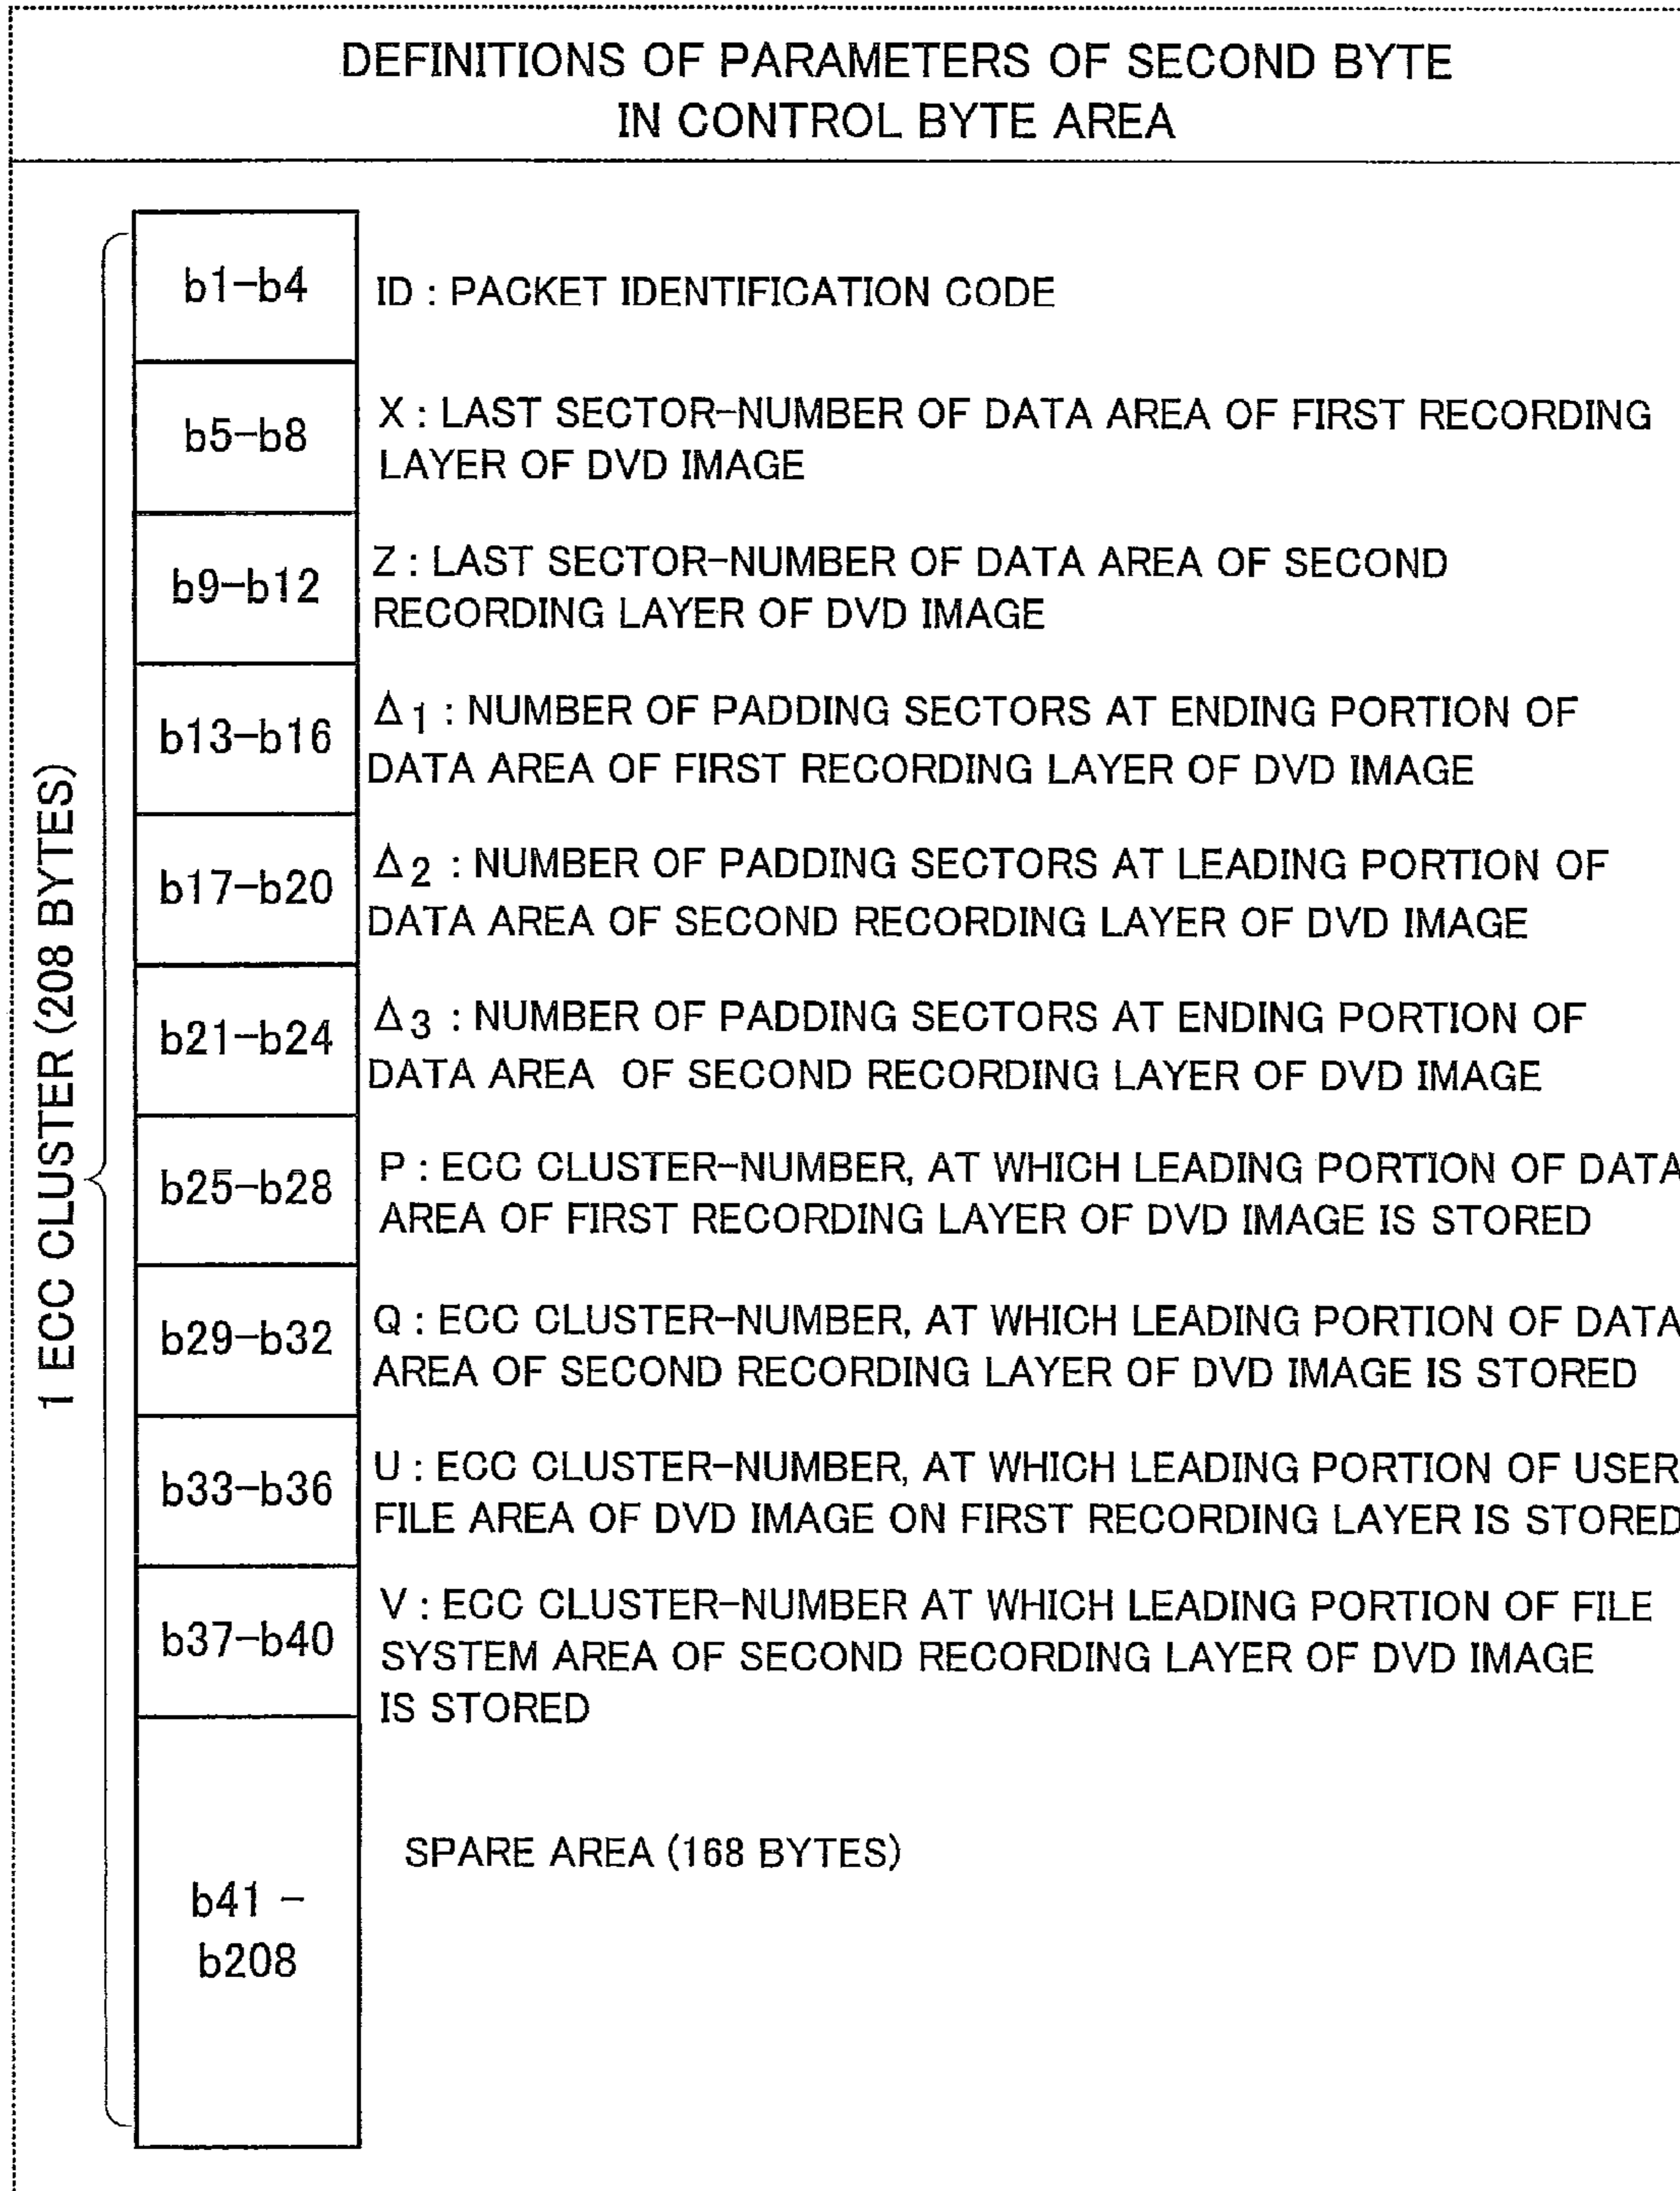 DEFINITIONS OF PARAMETERS OF SECOND BYTE
IN CONTROL BYTE AREA
1 ECC CLUSTER (208 BYTES)
b1-b4
ID : PACKET IDENTIFICATION CODE
b5-b8
X : LAST SECTOR-NUMBER OF DATA AREA OF FIRST RECORDING
LAYER OF DVD IMAGE
b9-b12
Z : LAST SECTOR-NUMBER OF DATA AREA OF SECOND
RECORDING LAYER OF DVD IMAGE
b13-b16
Δ1 : NUMBER OF PADDING SECTORS AT ENDING PORTION OF
DATA AREA OF FIRST RECORDING LAYER OF DVD IMAGE
b17-b20
Δ2 : NUMBER OF PADDING SECTORS AT LEADING PORTION OF
DATA AREA OF SECOND RECORDING LAYER OF DVD IMAGE
b21-b24
Δ3 : NUMBER OF PADDING SECTORS AT ENDING PORTION OF
DATA AREA OF SECOND RECORDING LAYER OF DVD IMAGE
b25-b28
P : ECC CLUSTER-NUMBER, AT WHICH LEADING PORTION OF DATA
AREA OF FIRST RECORDING LAYER OF DVD IMAGE IS STORED
b29-b32
Q : ECC CLUSTER-NUMBER, AT WHICH LEADING PORTION OF DATA
AREA OF SECOND RECORDING LAYER OF DVD IMAGE IS STORED
b33-b36
U : ECC CLUSTER-NUMBER, AT WHICH LEADING PORTION OF USER
FILE AREA OF DVD IMAGE ON FIRST RECORDING LAYER IS STORED
b37-b40
V : ECC CLUSTER-NUMBER AT WHICH LEADING PORTION OF FILE
SYSTEM AREA OF SECOND RECORDING LAYER OF DVD IMAGE
IS STORED
b41 -
b208
SPARE AREA (168 BYTES)